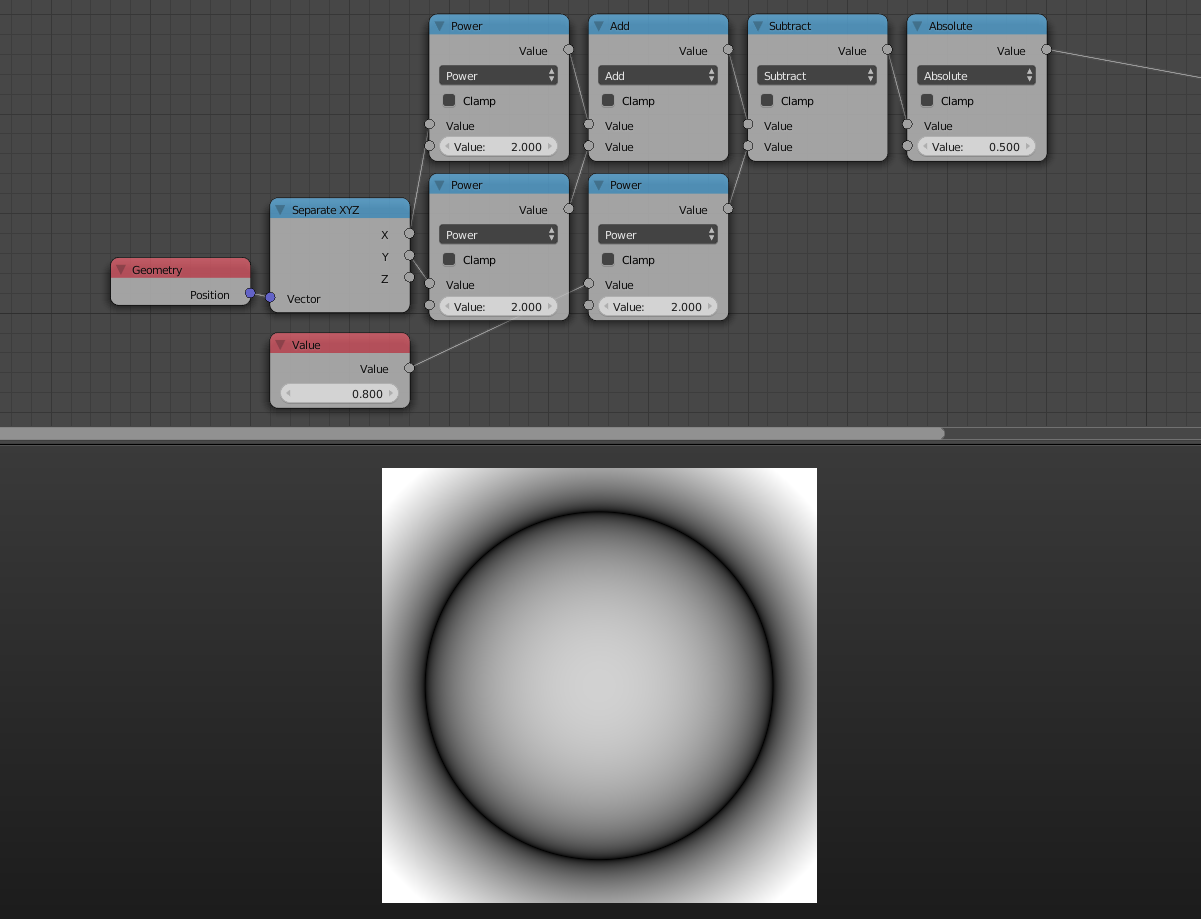 Power
Value
Power
Clamp
Value
Value: 2.000
Add
Value
Add
Clamp
Value
Value
Subtract
Value
Subtract
Clamp
Value
Value
Absolute
Value
Absolute
Clamp
Value
Value: 0.500
Geometry
Position
Separate XYZ
X
Y
Z
Vector
Power
Value
Power
Clamp
Value
Value: 2.000
Power
Value
Power
Clamp
Value
Value: 2.000
Value
Value
0.800